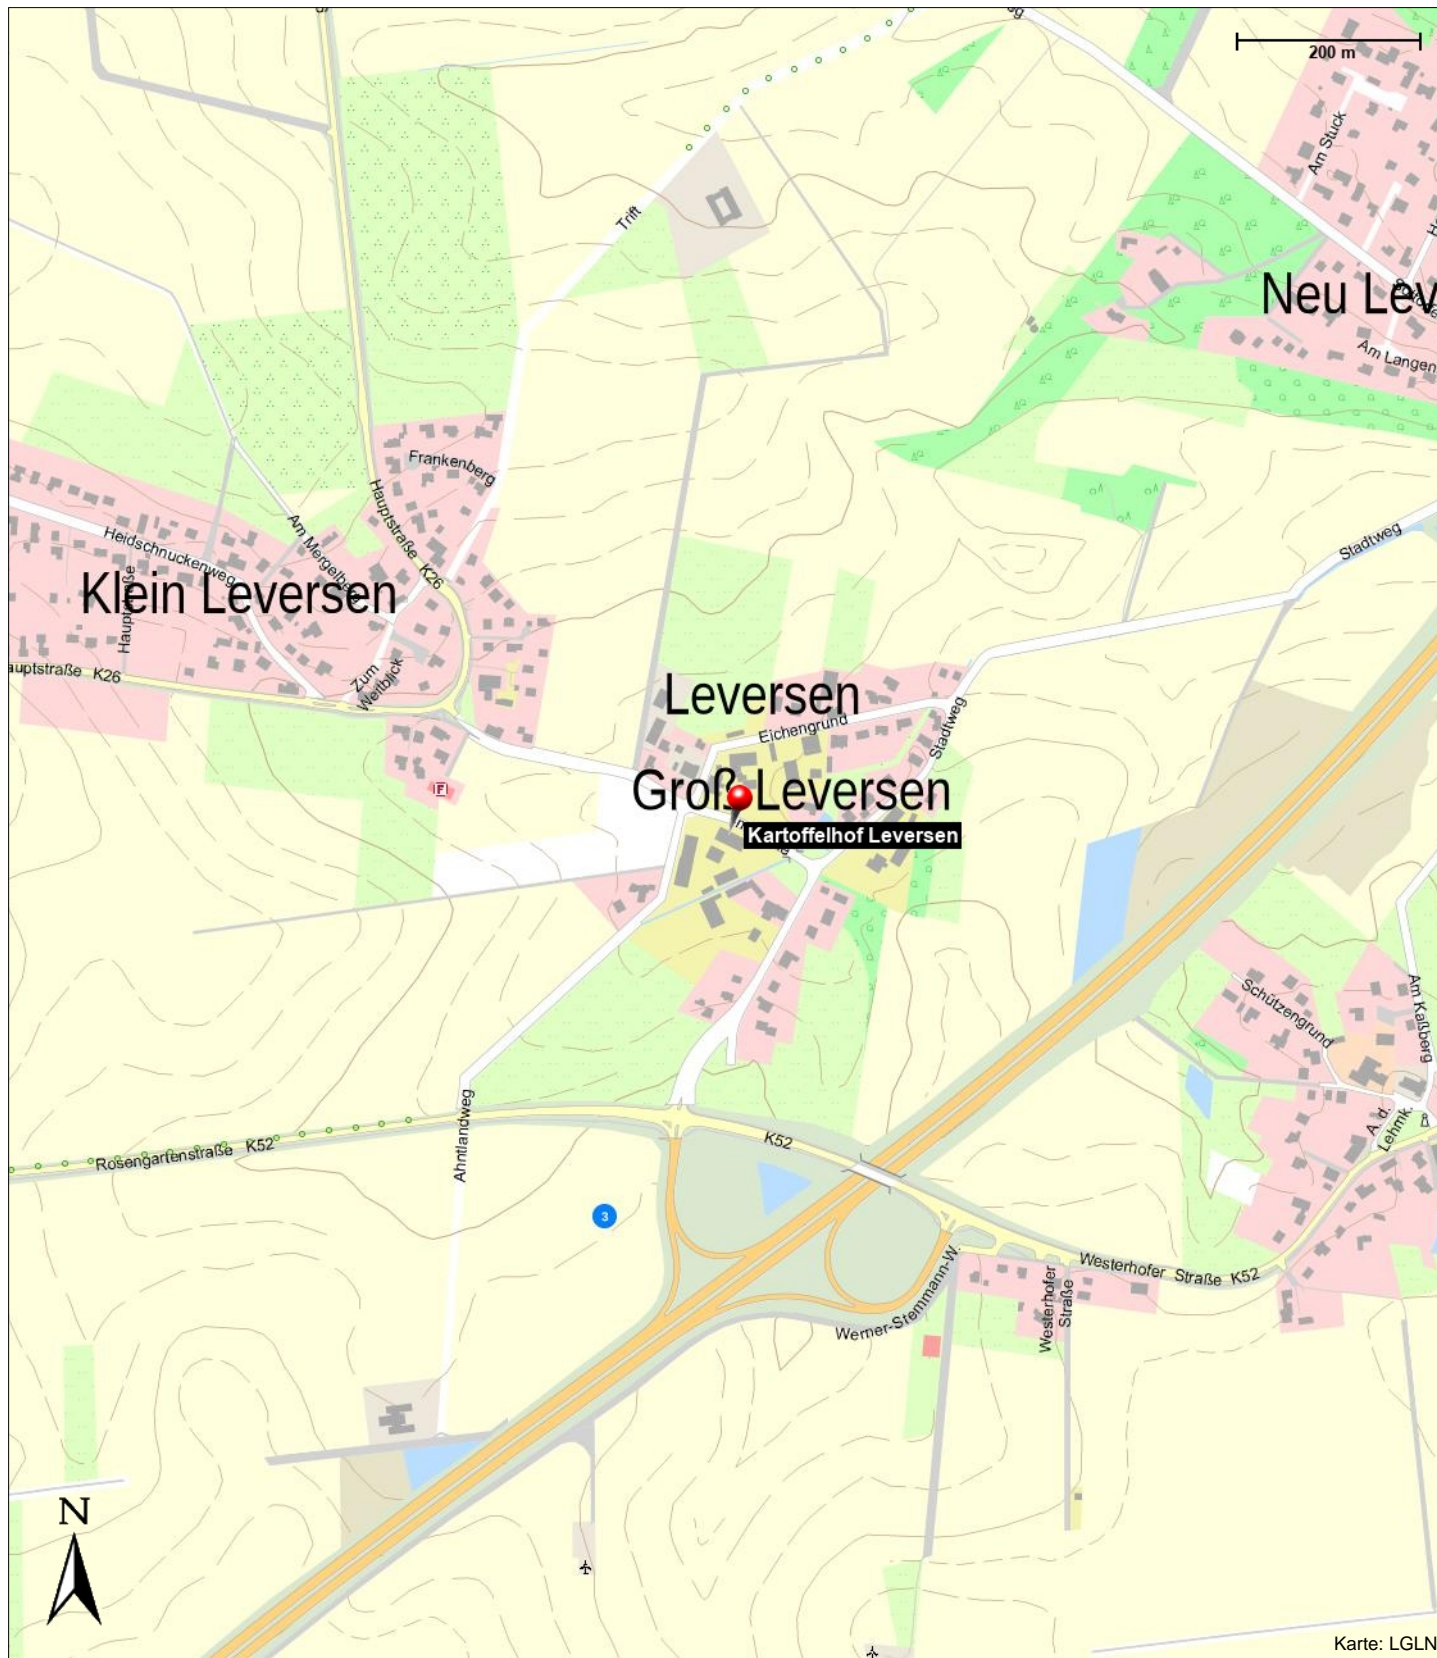 200 m
Am Stuck
Trift
Neu Lev
Am Langen
Frankenberg
Hauptstraße K26
Stadtweg
Heidschnuckenweg
Am Mergelberg
Klein Leversen
Hauptstraße
auptstraße K26
Zum
Weitblick
Leversen
Eichengrund
Stadtweg
Groß Leversen
Kartoffelhof Leversen
F
Schützengrund
Am Kaßberg
A. d.
Lehmk.
Ahntlandweg
K52
Rosengartenstraße K52
3
Westerhofer Straße K52
Westerhofer
Straße
Werner-Stemmann-W.
N
Karte: LGLN